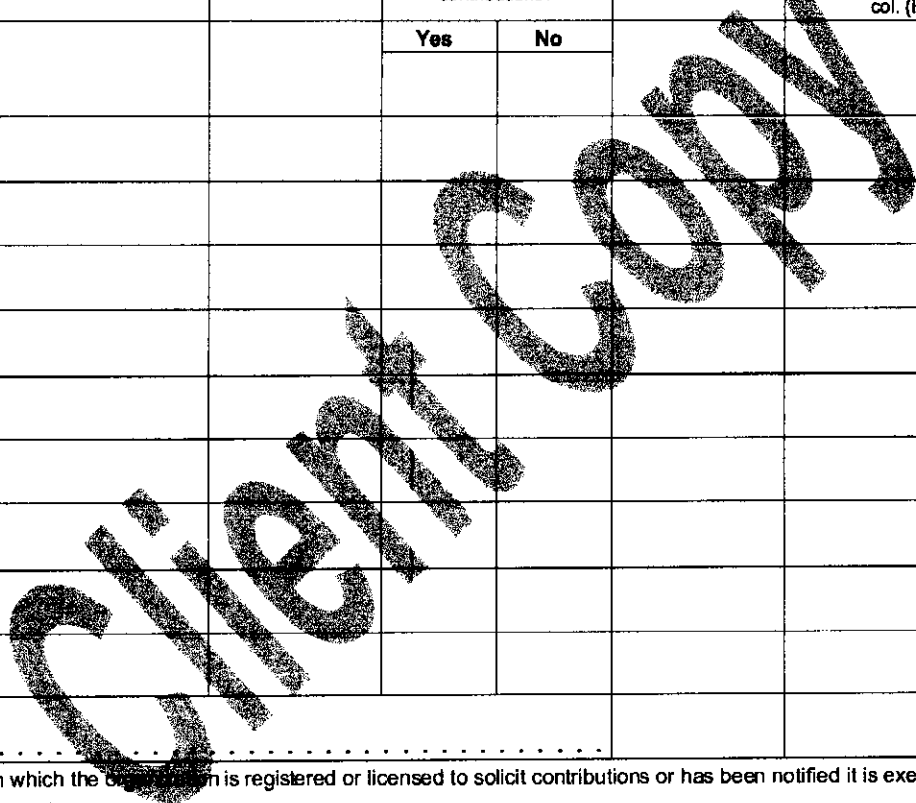 col. (
Yes No
Client Copy
which the organization is registered or licensed to solicit contributions or has been notified it is exe